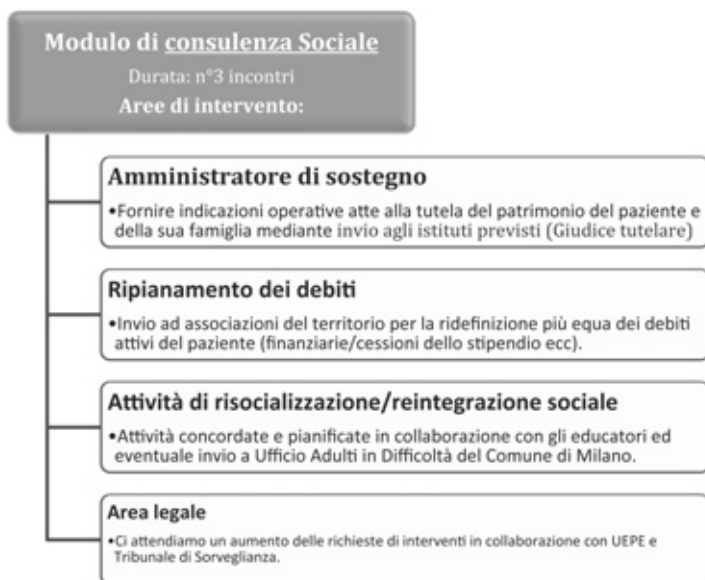 Modulo di consulenza Sociale
Durata: n°3 incontri
Aree di intervento:
Amministratore di sostegno
•Fornire indicazioni operative atte alla tutela del patrimonio del paziente e
della sua famiglia mediante invio agli istituti previsti (Giudice tutelare)
Ripianamento dei debiti
•Invio ad associazioni del territorio per la ridefinizione più equa dei debiti
attivi del paziente (finanziarie/cessioni dello stipendio ecc).
Attività di risocializzazione/reintegrazione sociale
•Attività concordate e pianificate in collaborazione con gli educatori ed
eventuale invio a Ufficio Adulti in Difficoltà del Comune di Milano.
Area legale
•Ci attendiamo un aumento delle richieste di interventi in collaborazione con UEPE e
Tribunale di Sorveglianza.